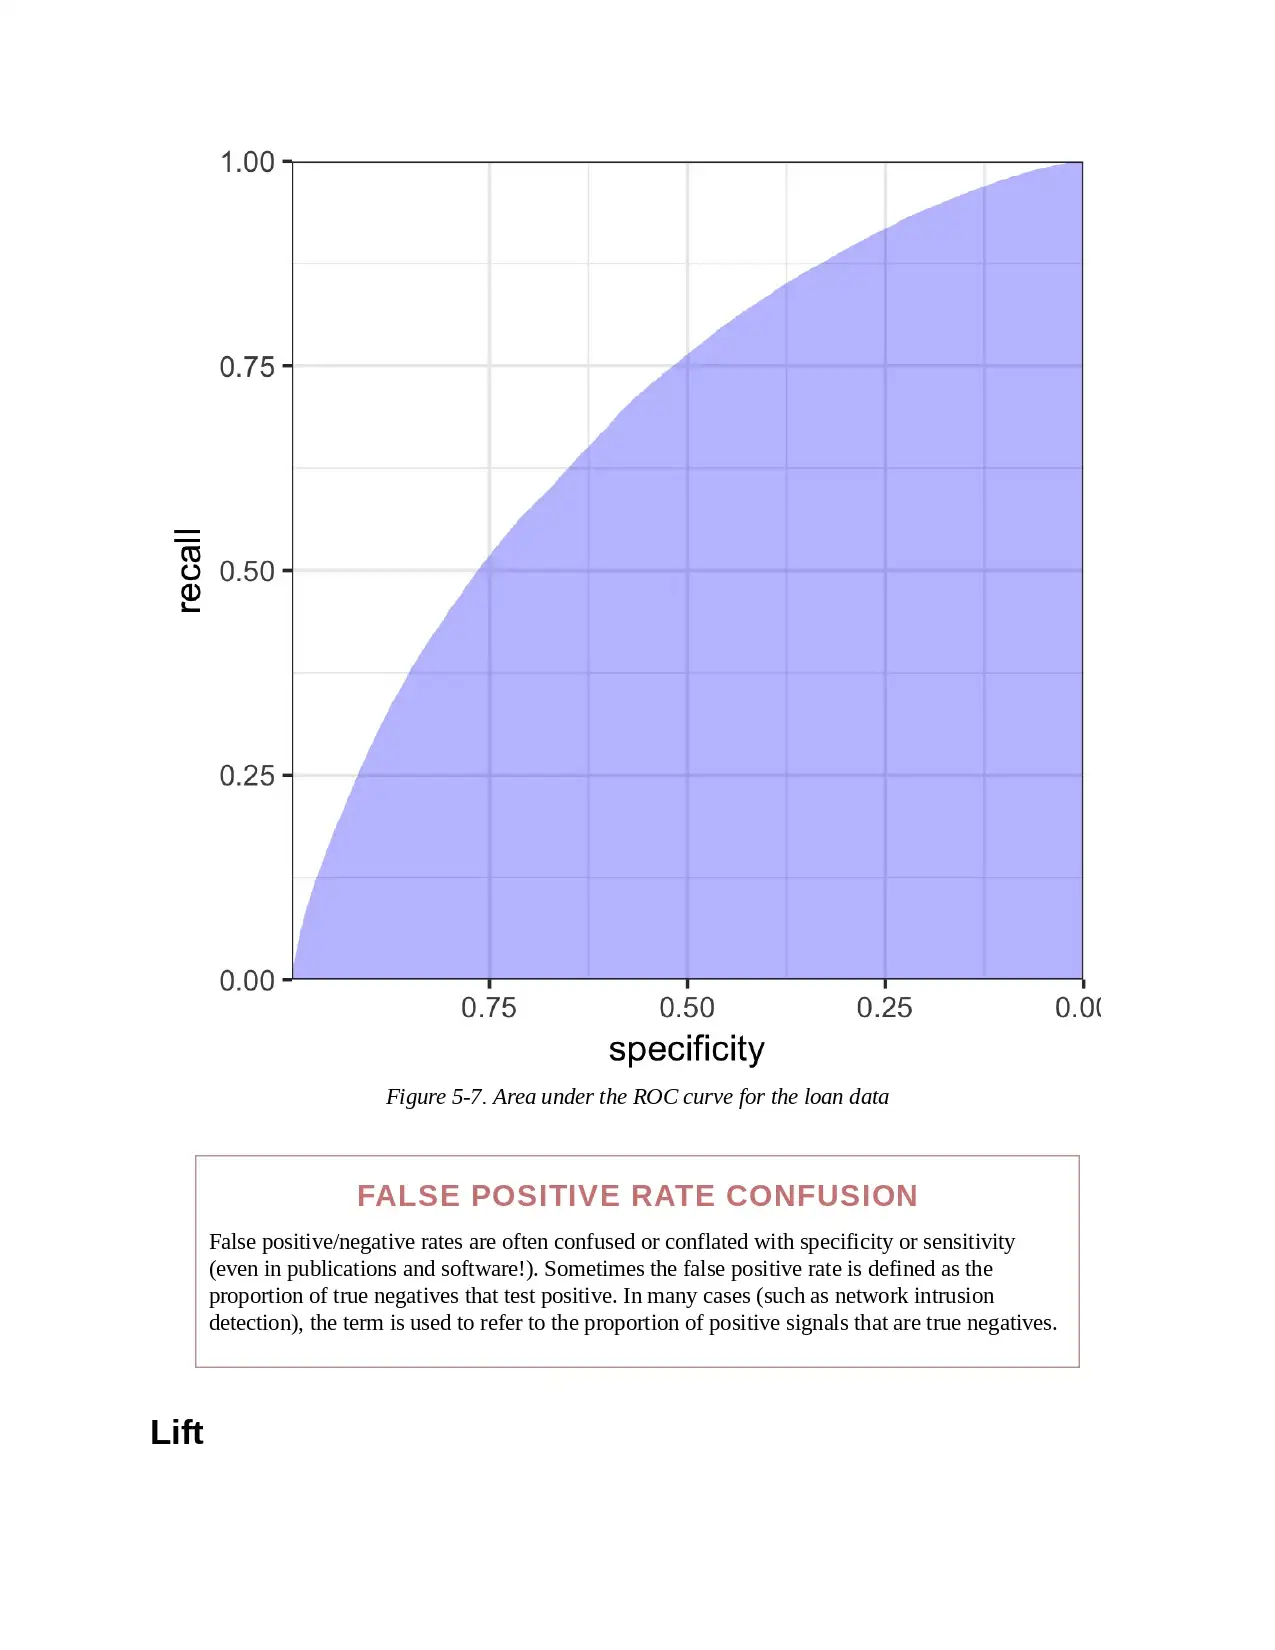 1.00
0.75
0.50
0.25
0.00
recall
0.75 0.50 0.25 0.00
specificity
Figure 5-7. Area under the ROC curve for the loan data
FALSE POSITIVE RATE CONFUSION
False positive/negative rates are often confused or conflated with specificity or sensitivity
(even in publications and software!). Sometimes the false positive rate is defined as the
proportion of true negatives that test positive. In many cases (such as network intrusion
detection), the term is used to refer to the proportion of positive signals that are true negatives.
Lift